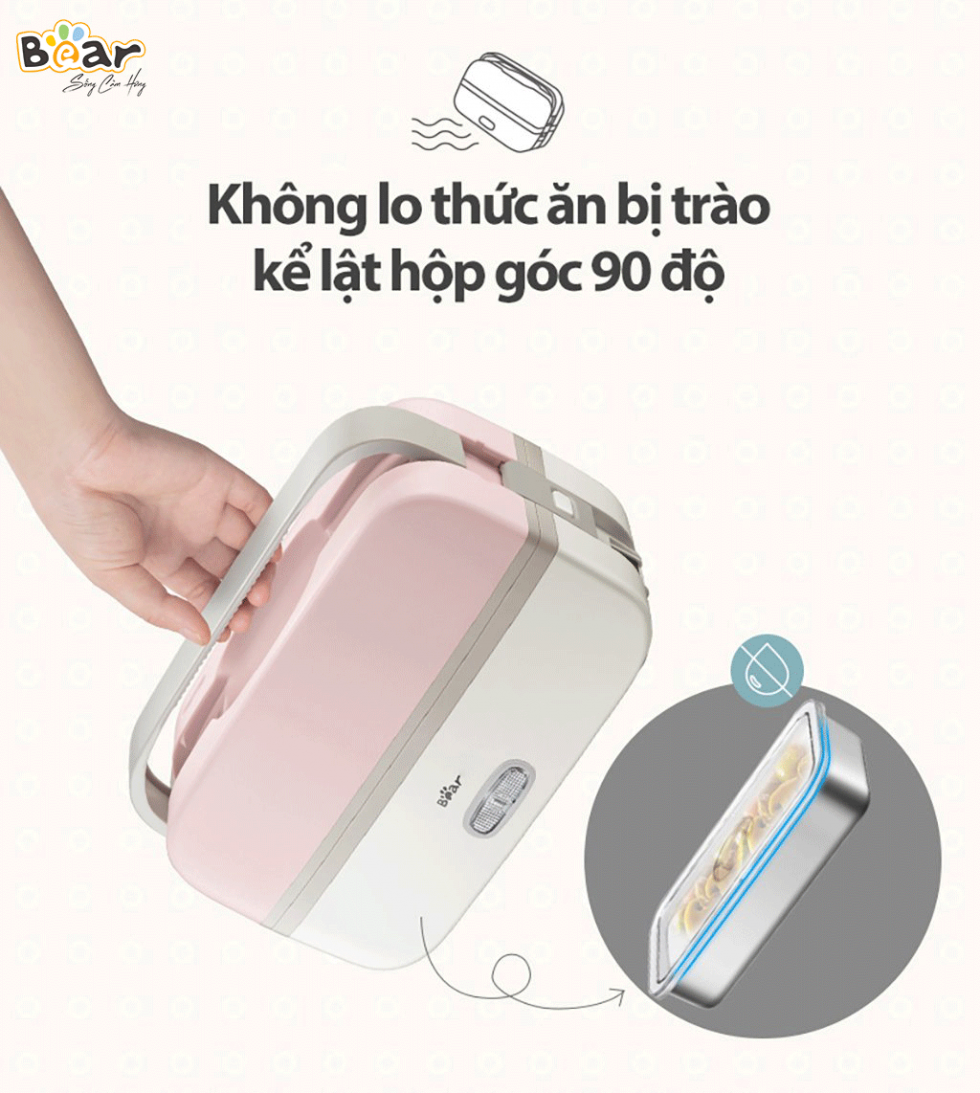 Bear
Sống Cảm Hứng
Không lo thức ăn bị trào
kể lật hộp góc 90 độ
Bear